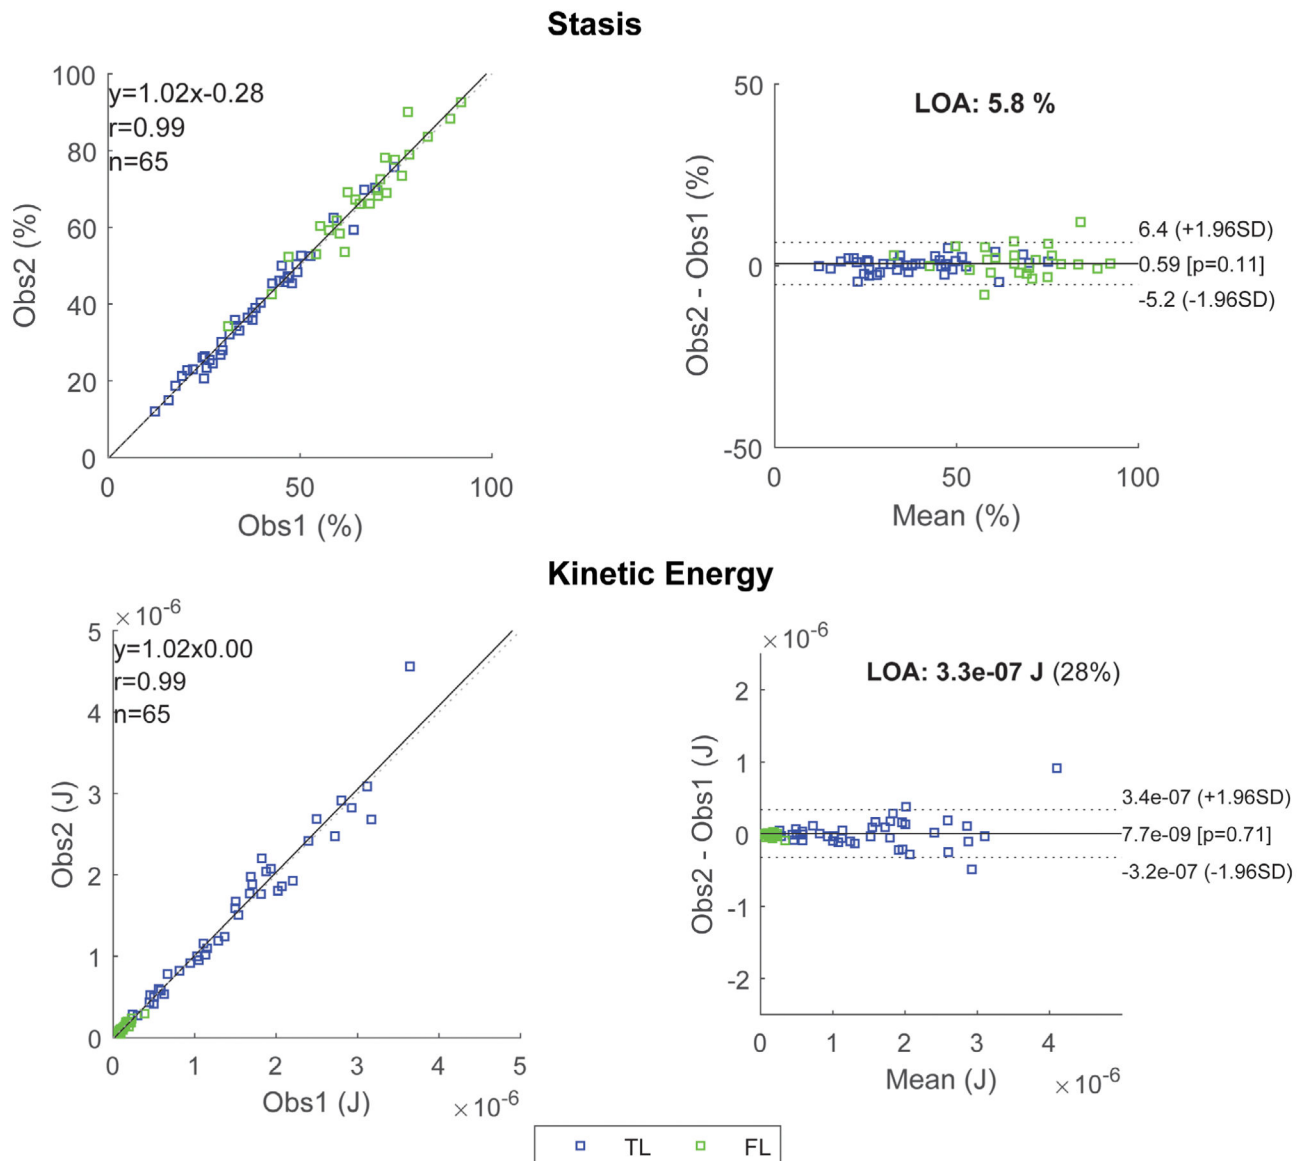 Stasis
y=1.02x-0.28
r=0.99
n=65
100
80
60
40
20
0
0
50
100
Obs2 (%)
Obs1 (%)
LOA: 5.8 %
50
0
-50
0
50
100
Obs2 - Obs1 (%)
Mean (%)
6.4 (+1.96SD)
0.59 [p=0.11]
-5.2 (-1.96SD)
Kinetic Energy
×10⁻⁶
y=1.02x0.00
r=0.99
n=65
5
4
3
2
1
0
0
1
2
3
4
5
Obs2 (J)
Obs1 (J)
×10⁻⁶
×10⁻⁶
LOA: 3.3e-07 J (28%)
2
1
0
-1
-2
0
1
2
3
4
Obs2 - Obs1 (J)
Mean (J)
×10⁻⁶
3.4e-07 (+1.96SD)
7.7e-09 [p=0.71]
-3.2e-07 (-1.96SD)
TL
FL